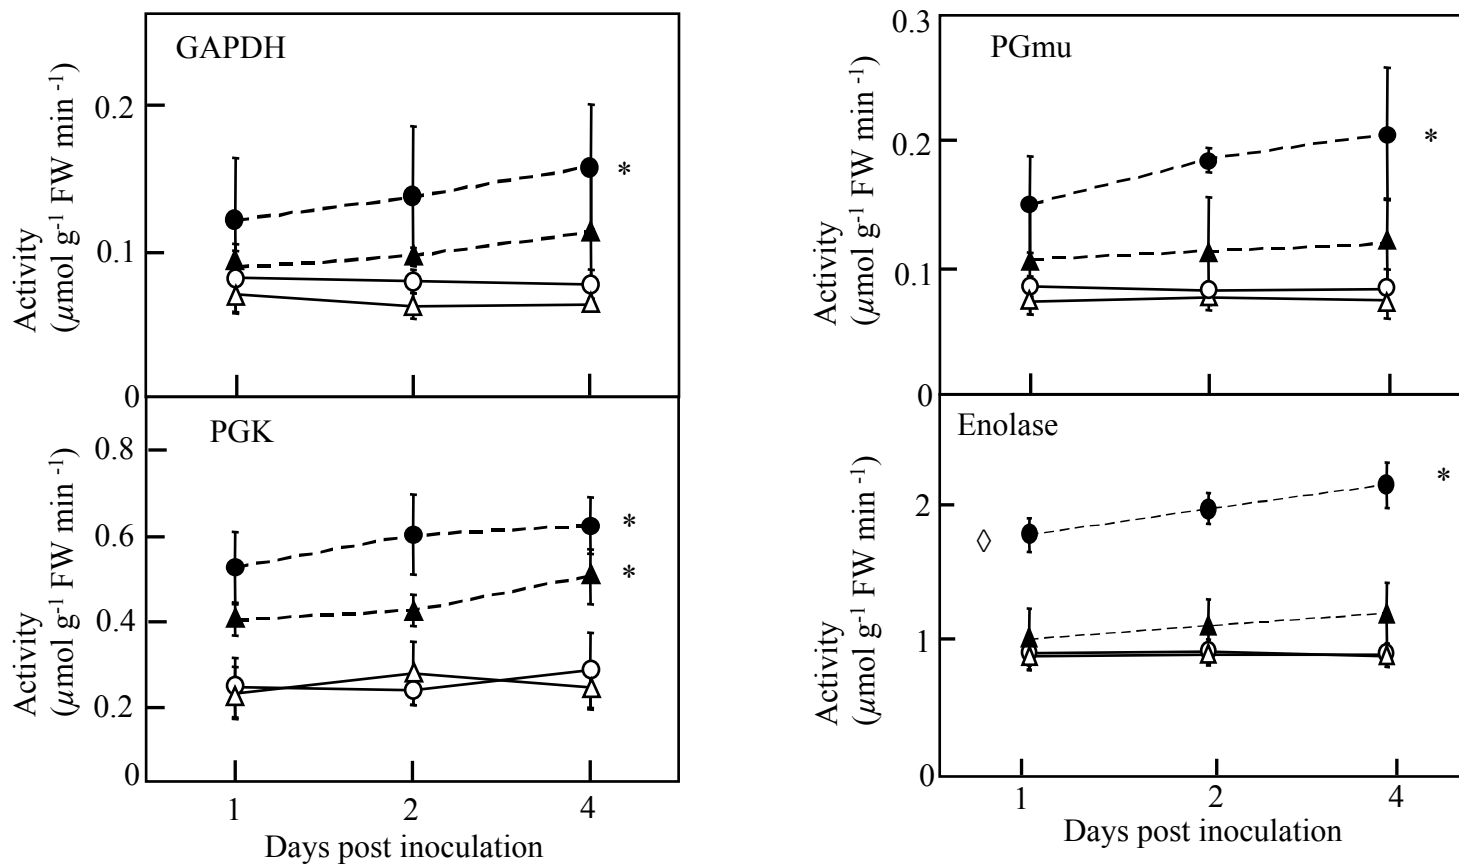 GAPDH
0.2
0.1
0
Activity
(μmol g-1 FW min -1)
PGmu
0.3
0.2
0.1
0
Activity
(μmol g-1 FW min -1)
*
*
PGK
0.8
0.6
0.4
0.2
0
Activity
(μmol g-1 FW min -1)
*
*
1
2
4
Days post inoculation
Enolase
2
1
0
Activity
(μmol g-1 FW min -1)
◊
*
1
2
4
Days post inoculation